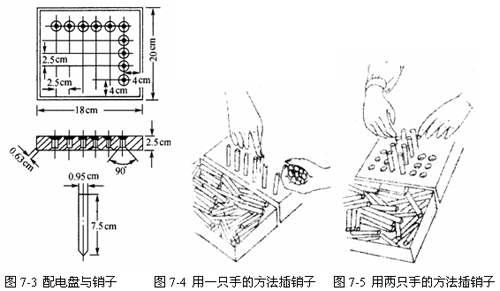 2.5cm
2.5cm
4cm
4cm
20cm
18cm
2.5cm
0.63cm
90°
0.95cm
7.5cm
图 7-3 配电盘与销子
图 7-4 用一只手的方法插销子
图 7-5 用两只手的方法插销子